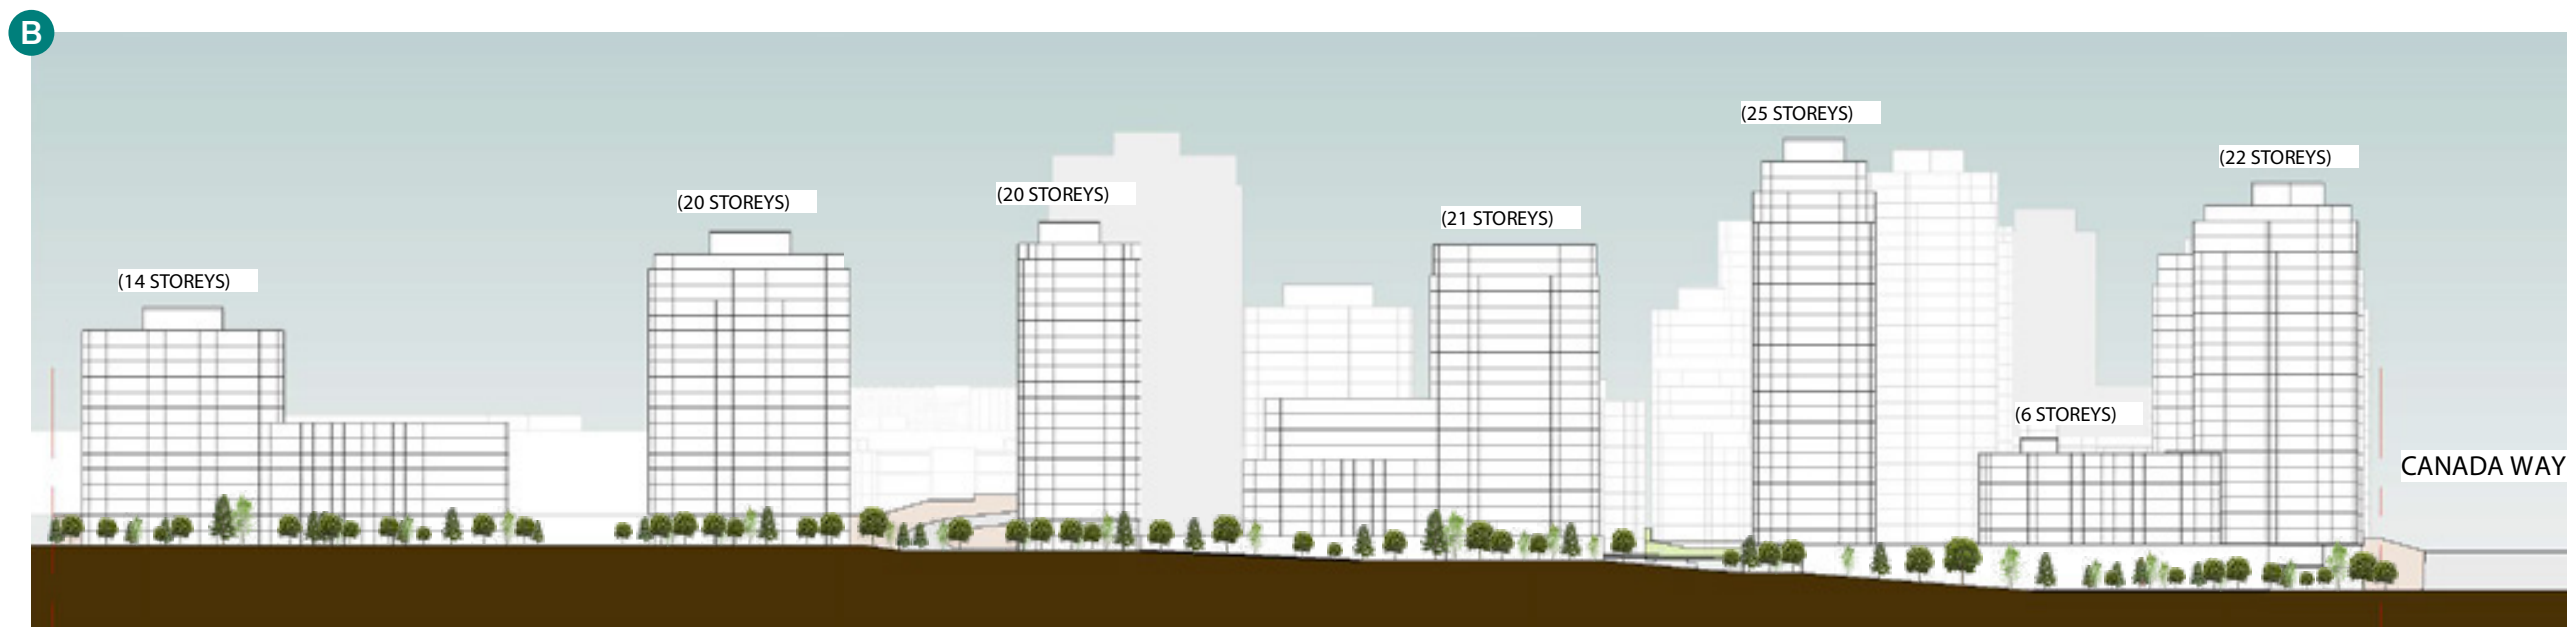 B
(14 STOREYS)
(20 STOREYS)
(20 STOREYS)
(21 STOREYS)
(25 STOREYS)
(6 STOREYS)
(22 STOREYS)
CANADA WAY